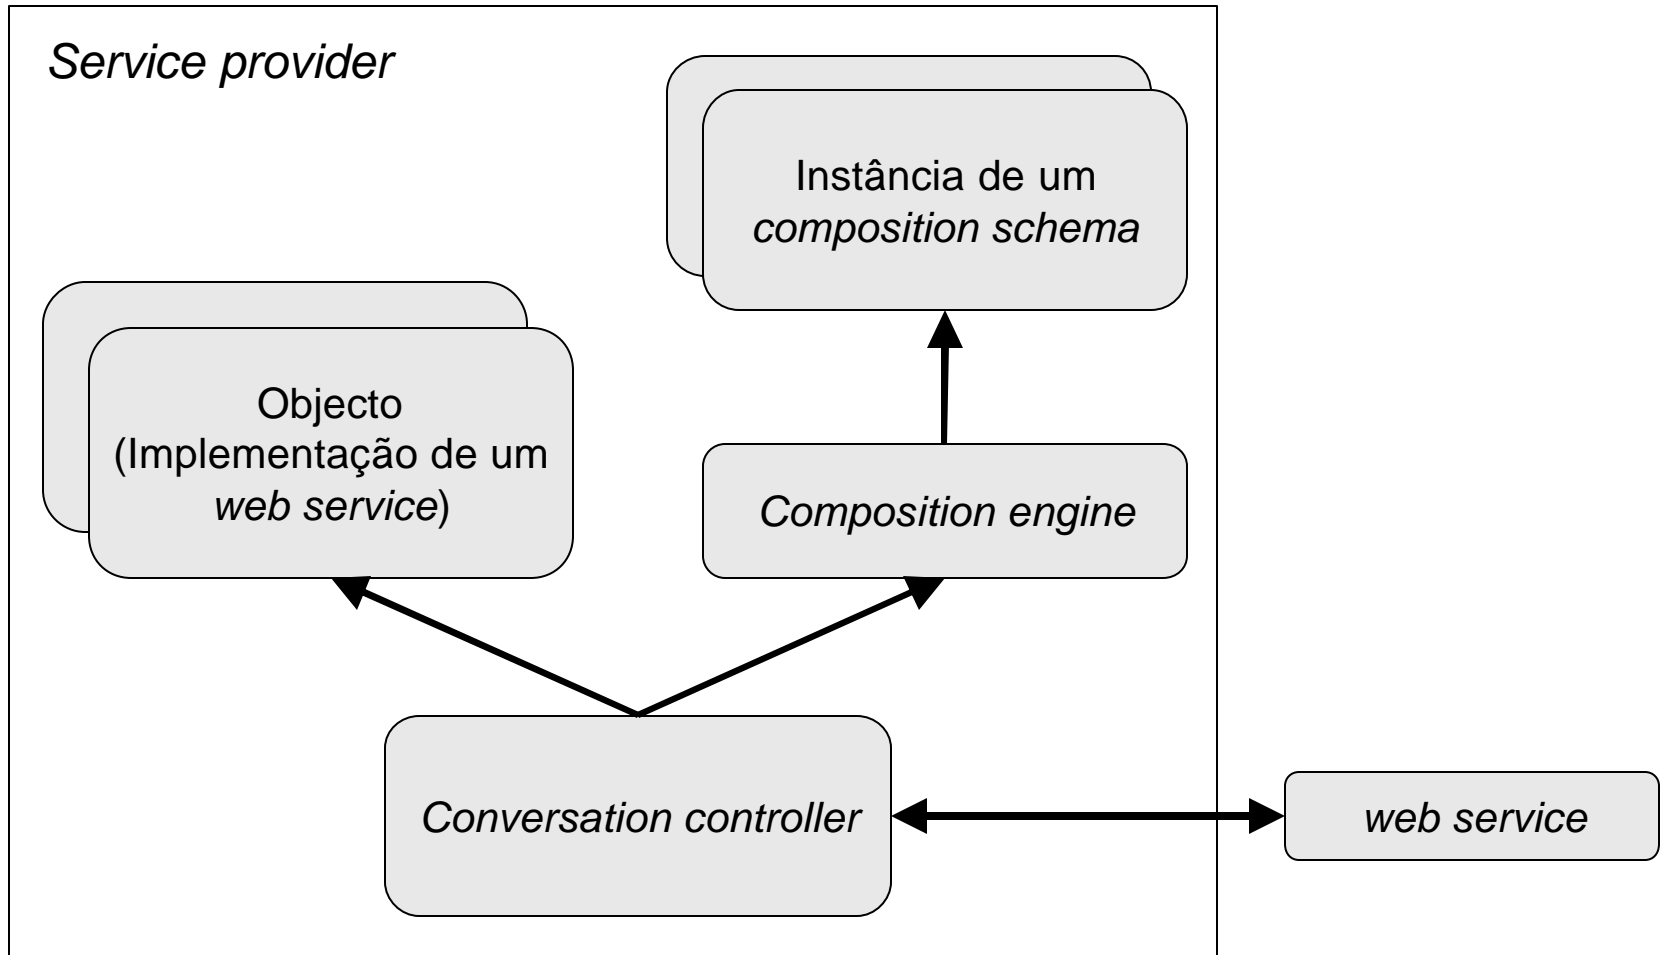 Service provider
Instância de um
composition schema
Objecto
(Implementação de um
web service)
Composition engine
Conversation controller
web service